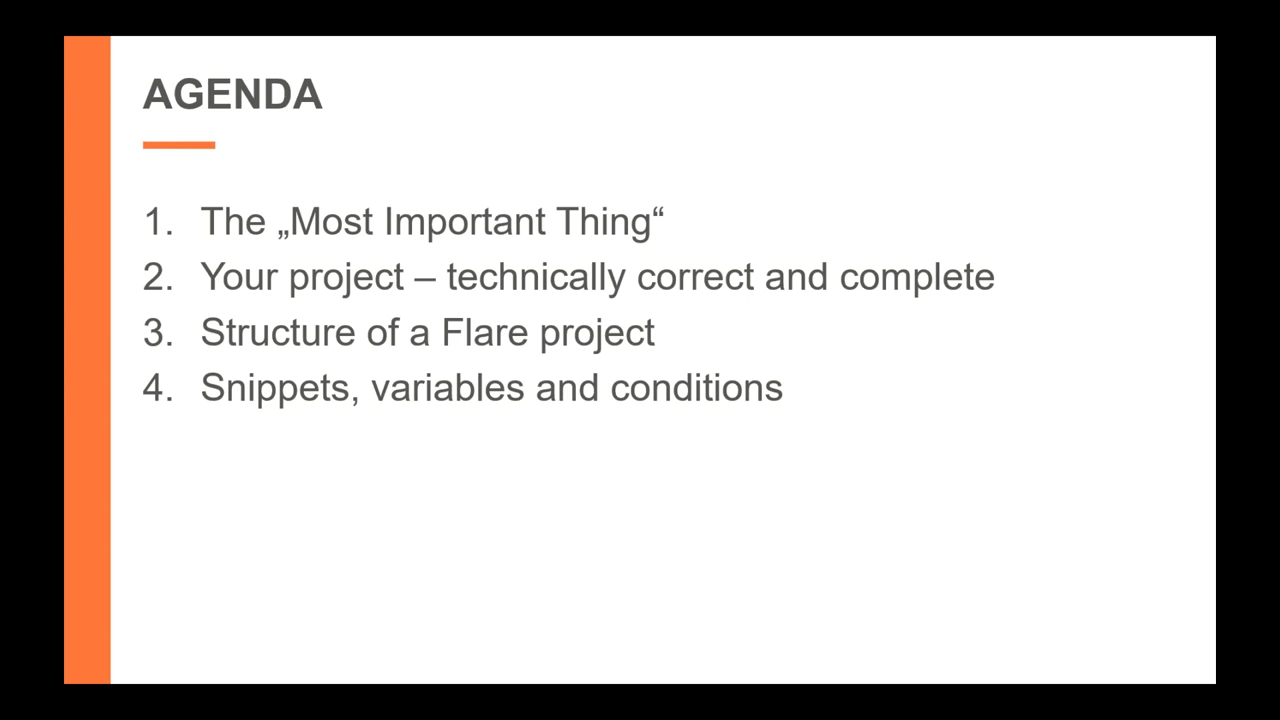 AGENDA
1. The „Most Important Thing“
2. Your project – technically correct and complete
3. Structure of a Flare project
4. Snippets, variables and conditions